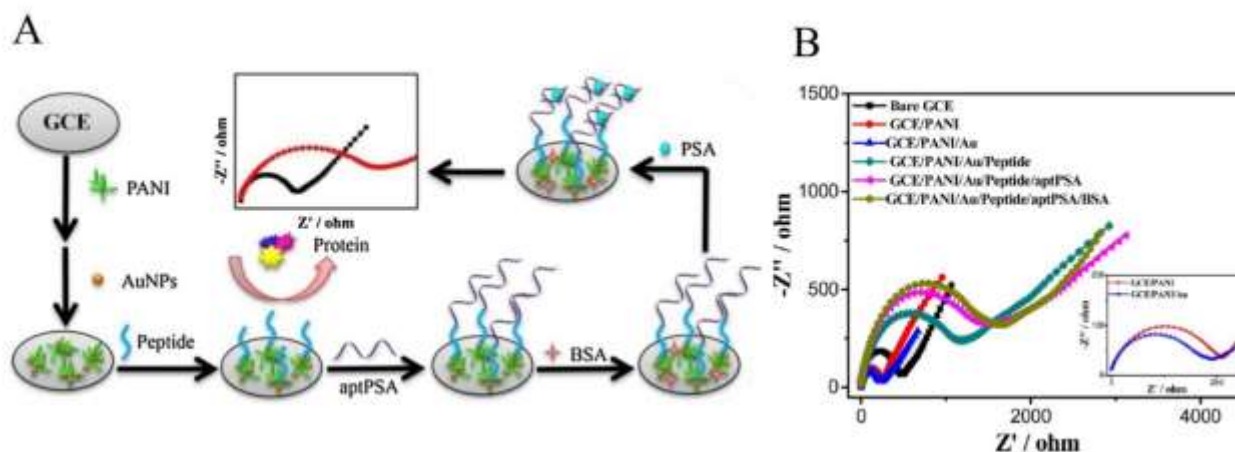 A
GCE
PANI
AuNPs
-Z'' / ohm
Z' / ohm
Protein
PSA
Peptide
aptPSA
BSA
B
1500
1000
500
0
-Z'' / ohm
Bare GCE
GCE/PANI
GCE/PANI/Au
GCE/PANI/Au/Peptide
GCE/PANI/Au/Peptide/aptPSA
GCE/PANI/Au/Peptide/aptPSA/BSA
GCE/PANI
GCE/PANI/Au
-Z'' / ohm
Z' / ohm
0
2000
4000
Z' / ohm